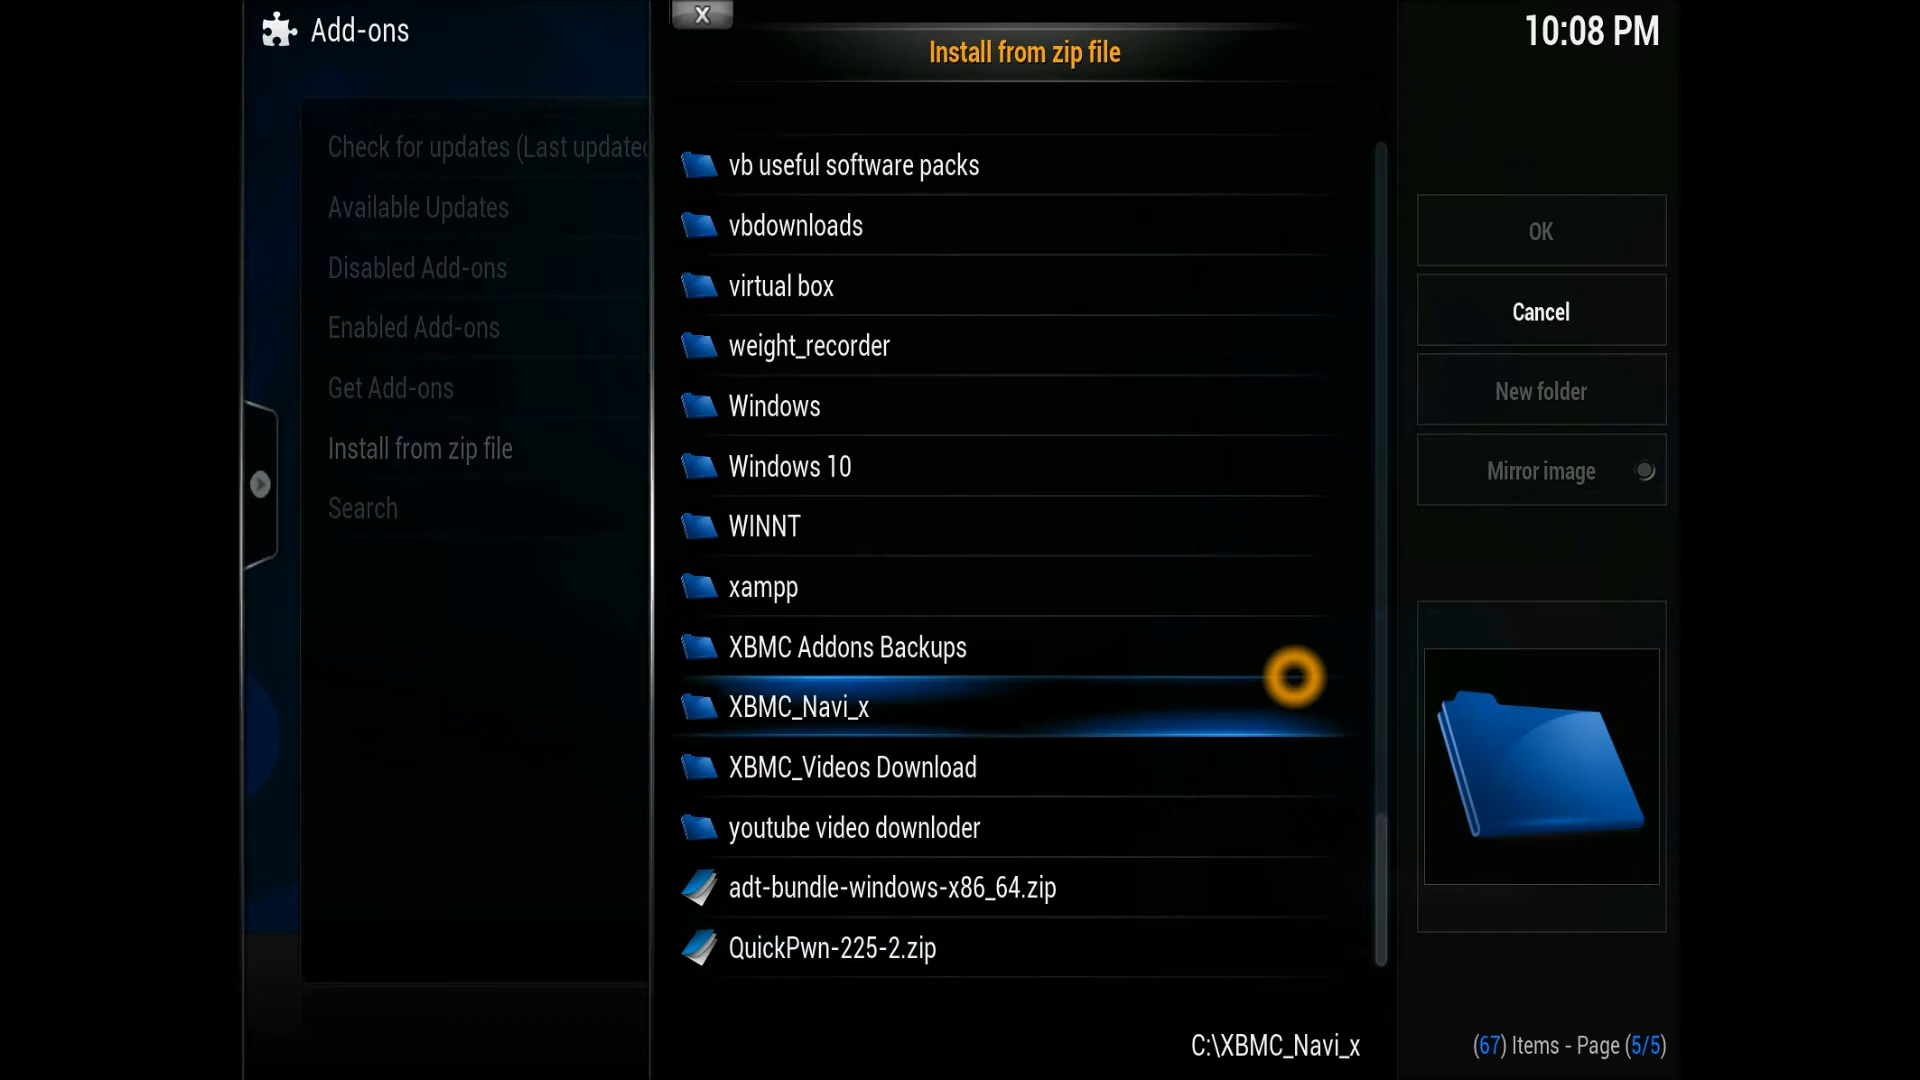 Add-ons
X
Install from zip file
10:08 PM
Check for updates (Last updated
Available Updates
Disabled Add-ons
Enabled Add-ons
Get Add-ons
Install from zip file
Search
vb useful software packs
vbdownloads
virtual box
weight_recorder
Windows
Windows 10
WINNT
xampp
XBMC Addons Backups
XBMC_Navi_x
XBMC_Videos Download
youtube video downloder
adt-bundle-windows-x86_64.zip
QuickPwn-225-2.zip
OK
Cancel
New folder
Mirror image
C:\XBMC_Navi_x
(67) Items - Page (5/5)